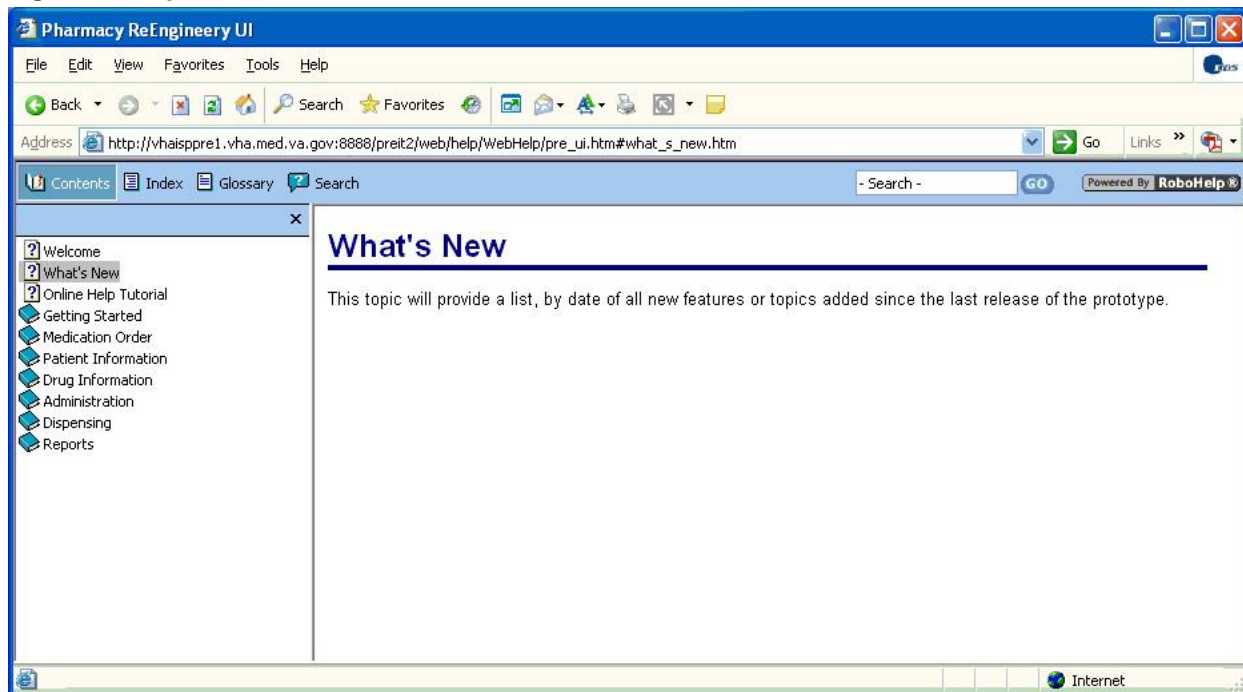 Pharmacy ReEngineery UI
File Edit View Favorites Tools Help
Back Search Favorites
Address http://vhaisppre1.vha.med.va.gov:8888/preit2/web/help/WebHelp/pre_ui.htm#what_s_new.htm Go Links »
Contents Index Glossary Search - Search - GO Powered By RoboHelp®
Welcome
What's New
Online Help Tutorial
Getting Started
Medication Order
Patient Information
Drug Information
Administration
Dispensing
Reports
What's New
This topic will provide a list, by date of all new features or topics added since the last release of the prototype.
Internet